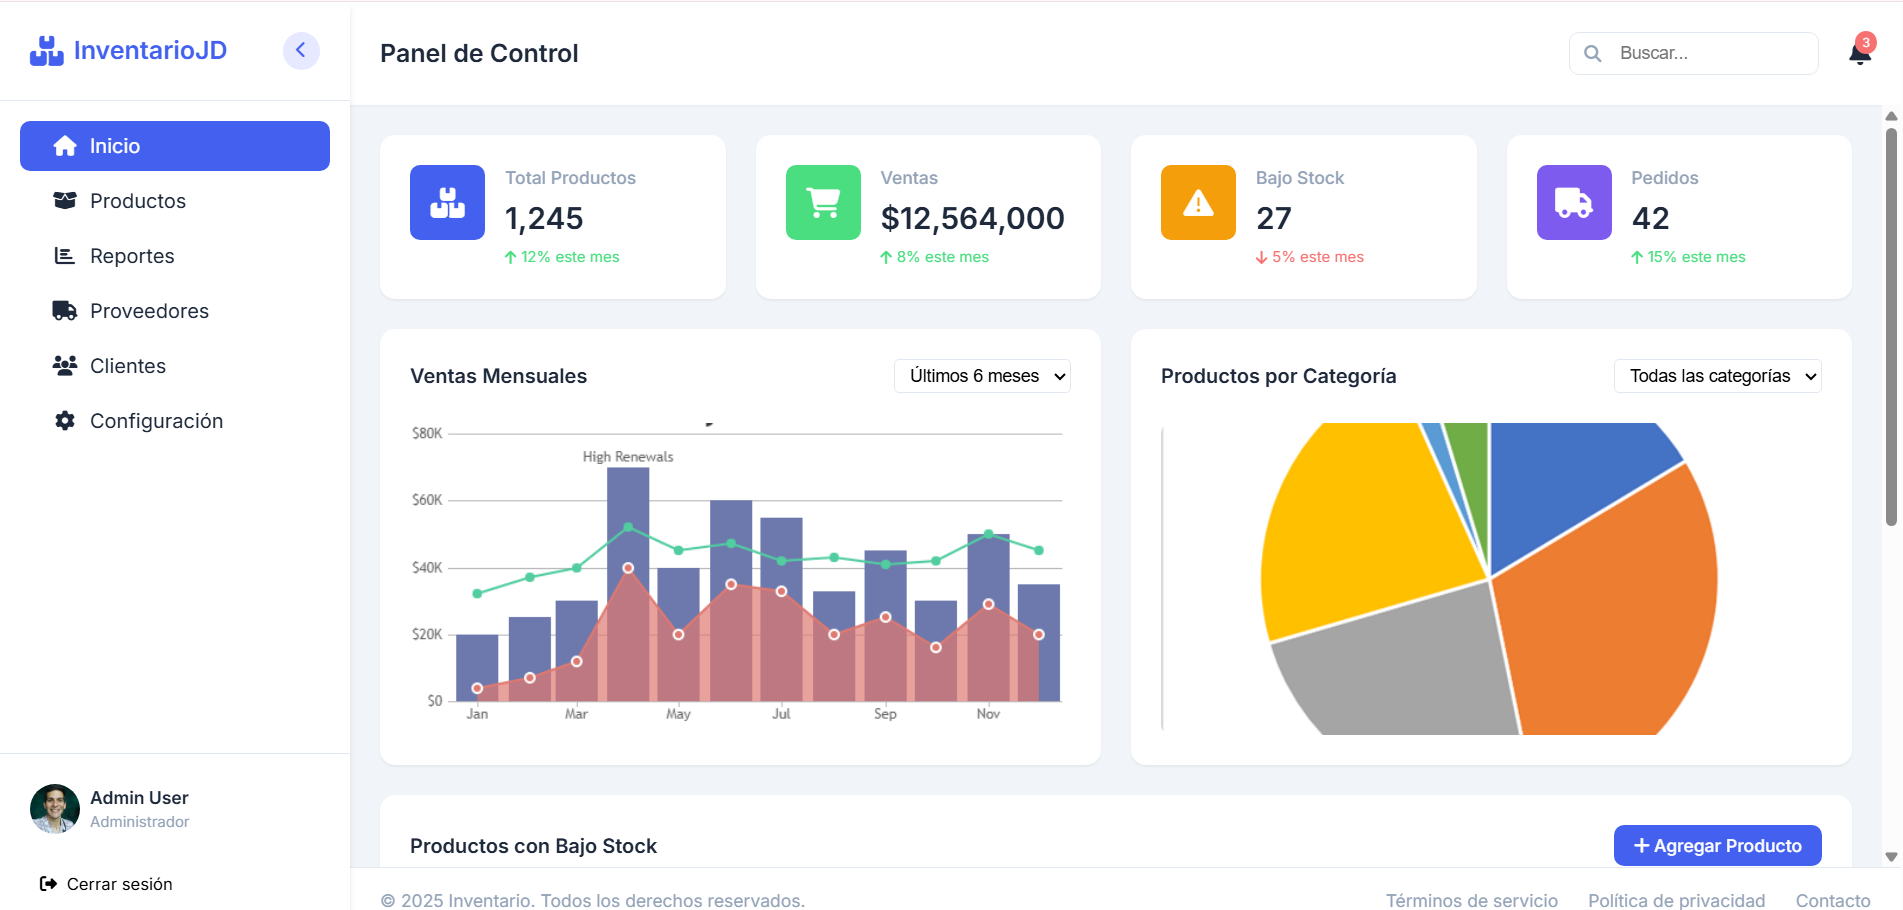 InventarioJD
Inicio
Productos
Reportes
Proveedores
Clientes
Configuración
Admin User
Administrador
Cerrar sesión
Panel de Control
Buscar...
3
Total Productos
1,245
12% este mes
Ventas
$12,564,000
8% este mes
Bajo Stock
27
5% este mes
Pedidos
42
15% este mes
Ventas Mensuales
Últimos 6 meses
$80K
High Renewals
$60K
$40K
$20K
$0
Jan Mar May Jul Sep Nov
Productos por Categoría
Todas las categorías
Productos con Bajo Stock
+ Agregar Producto
© 2025 Inventario. Todos los derechos reservados.
Términos de servicio Política de privacidad Contacto